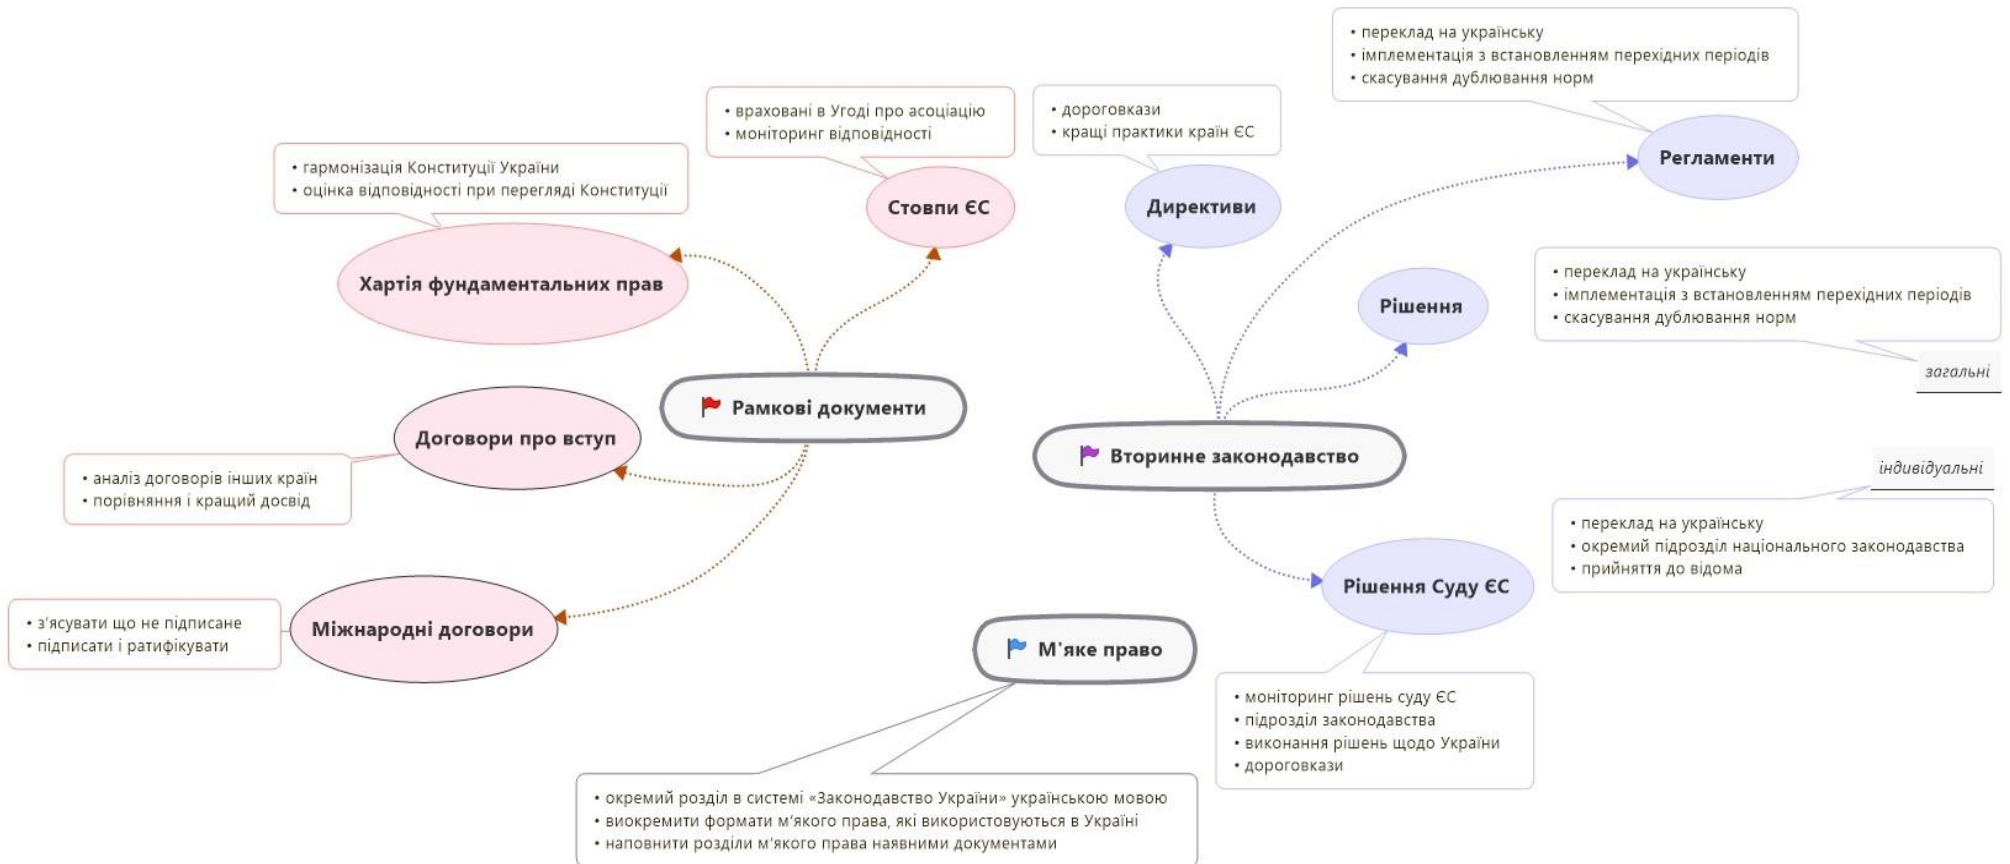 • переклад на українську
• імплементація з встановленням перехідних періодів
• скасування дублювання норм
Регламенти
• враховані в Угоді про асоціацію
• моніторинг відповідності
Стовпи ЄС
• дороговкази
• кращі практики країн ЄС
Директиви
• гармонізація Конституції України
• оцінка відповідності при перегляді Конституції
Хартія фундаментальних прав
Рішення
• переклад на українську
• імплементація з встановленням перехідних періодів
• скасування дублювання норм
загальні
Рамкові документи
Договори про вступ
• аналіз договорів інших країн
• порівняння і кращий досвід
Вторинне законодавство
індивідуальні
• переклад на українську
• окремий підрозділ національного законодавства
• прийняття до відома
Рішення Суду ЄС
• моніторинг рішень суду ЄС
• підрозділ законодавства
• виконання рішень щодо України
• дороговкази
Міжнародні договори
• з'ясувати що не підписане
• підписати і ратифікувати
М'яке право
• окремий розділ в системі «Законодавство України» українською мовою
• виокремити формати м'якого права, які використовуються в Україні
• наповнити розділи м'якого права наявними документами